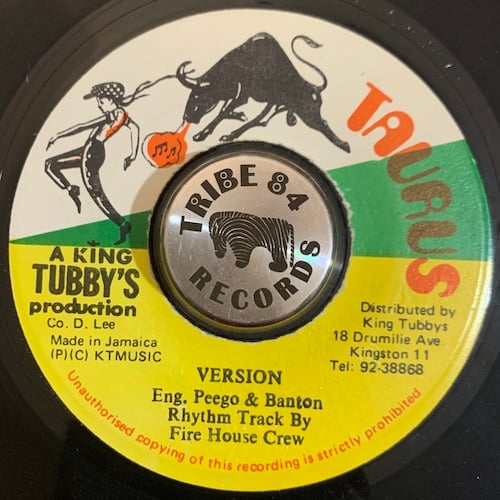 TAURUS
TRIBE 84
RECORDS
A KING
TUBBY'S
production
Co. D. Lee
Made in Jamaica
(P)(C) KTMUSIC
Distributed by
King Tubbys
18 Drumilie Ave.
Kingston 11
Tel: 92-38868
VERSION
Eng. Peego & Banton
Rhythm Track By
Fire House Crew
Unauthorised copying of this recording is strictly prohibited